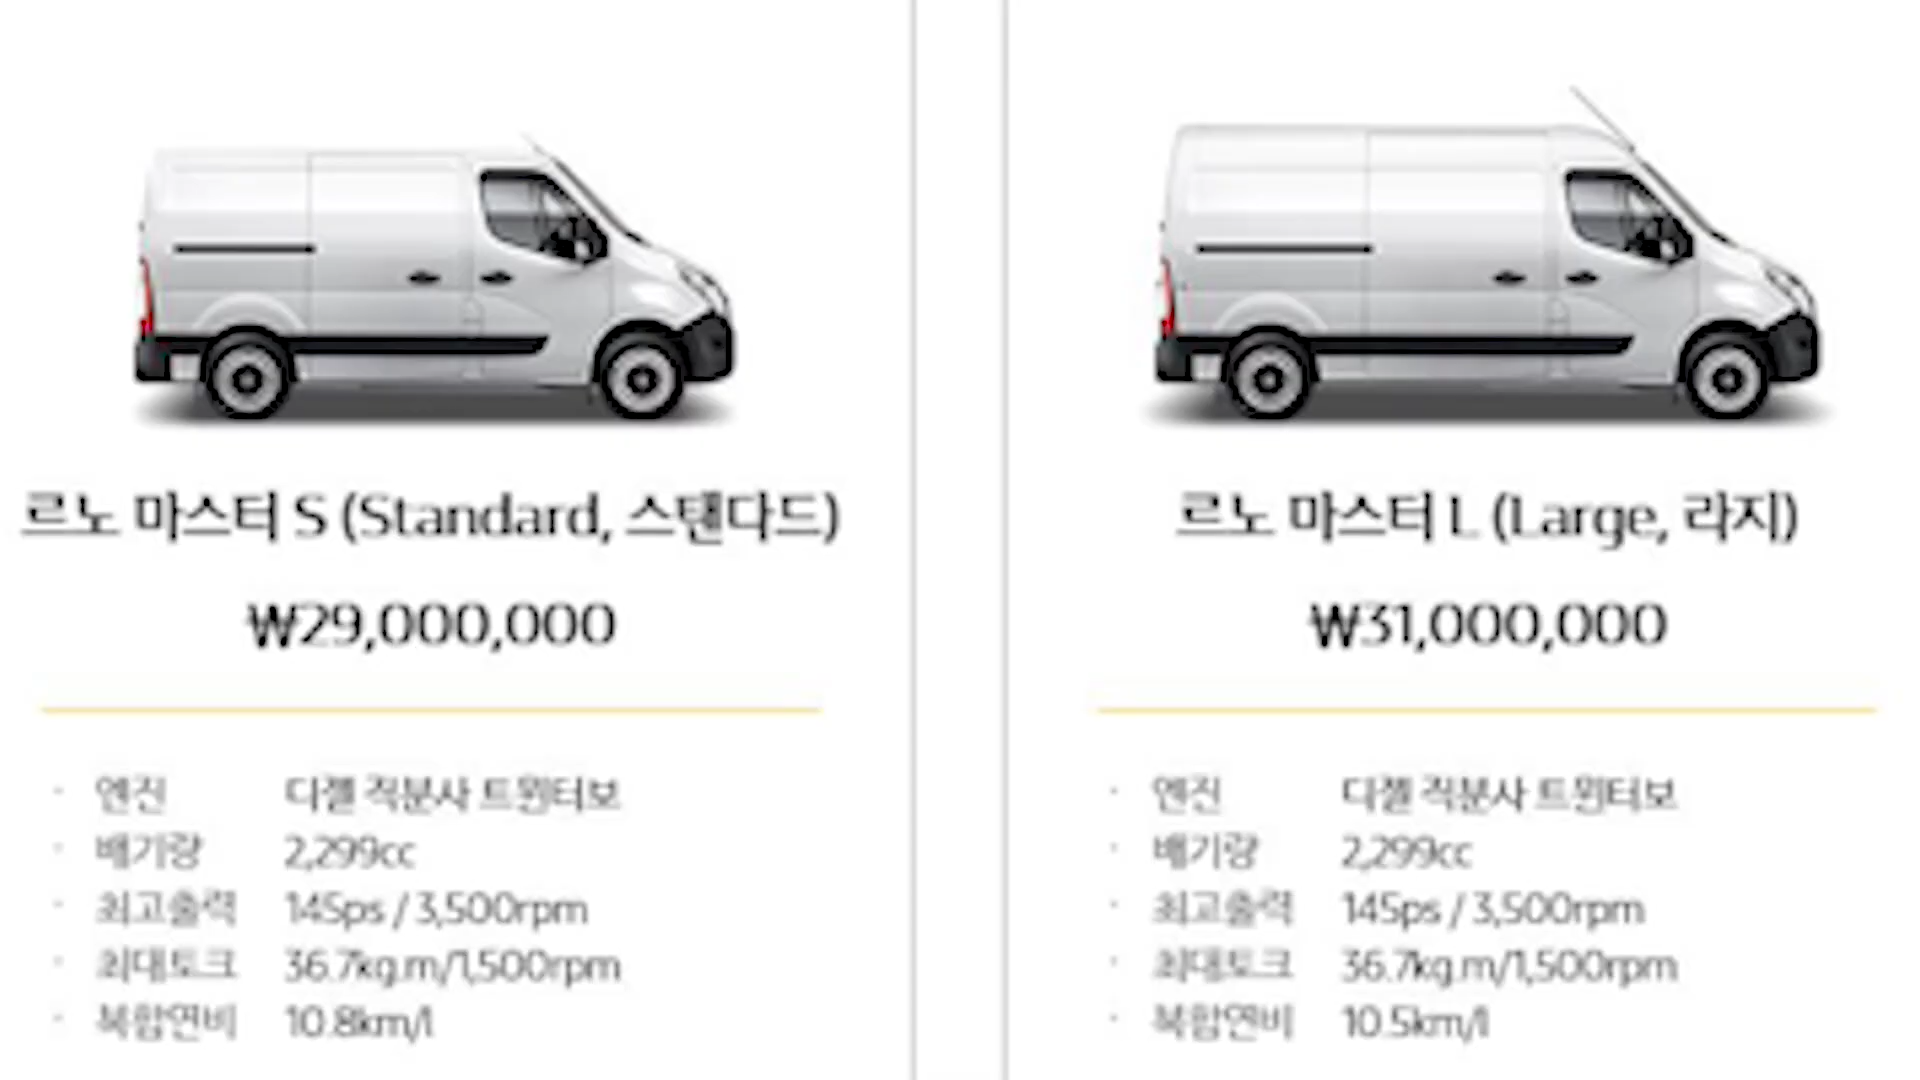 르노 마스터 S (Standard, 스탠다드)
₩29,000,000
· 엔진 디젤 직분사 트윈터보
· 배기량 2,299cc
· 최고출력 145ps / 3,500rpm
· 최대토크 36.7kg.m/1,500rpm
· 복합연비 10.8km/l
르노 마스터 L (Large, 라지)
₩31,000,000
· 엔진 디젤 직분사 트윈터보
· 배기량 2,299cc
· 최고출력 145ps / 3,500rpm
· 최대토크 36.7kg.m/1,500rpm
· 복합연비 10.5km/l